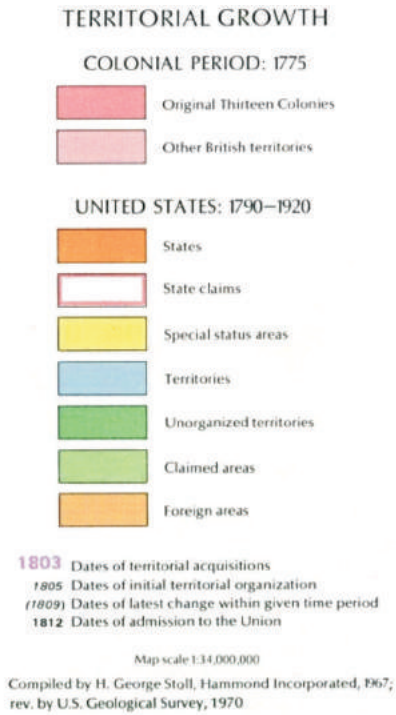 TERRITORIAL GROWTH
COLONIAL PERIOD: 1775
Original Thirteen Colonies
Other British territories
UNITED STATES: 1790–1920
States
State claims
Special status areas
Territories
Unorganized territories
Claimed areas
Foreign areas
1803 Dates of territorial acquisitions
1805 Dates of initial territorial organization
(1809) Dates of latest change within given time period
1812 Dates of admission to the Union
Map scale 1:34,000,000
Compiled by H. George Stoll, Hammond Incorporated, 1967;
rev. by U.S. Geological Survey, 1970